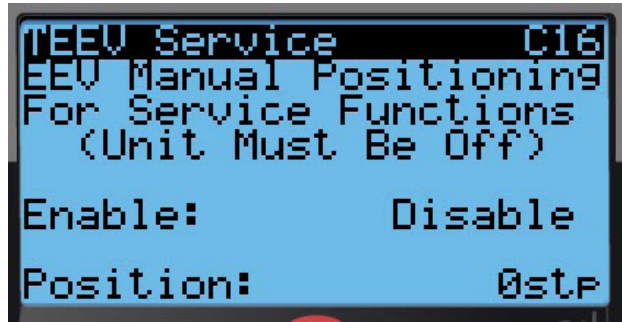 TEEV Service C16
EEV Manual Positioning
For Service Functions
(Unit Must Be Off)
Enable: Disable
Position: 0stp